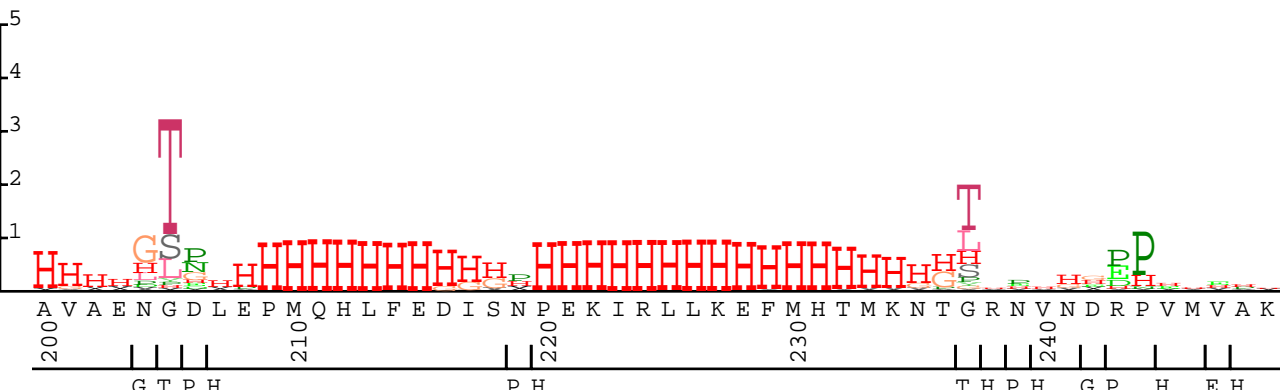 5
4
3
T
2
T
1
P
G S P L P
N H E
H H H H L G H H H H H H H H H H H H H H H H H H H H H H H H H H H H H G S H H
A V A E N G D L E P M Q H L F E D I S N P E K I R L L K E F M H T M K N T G R N V N D R P V M V A K
200 210 220 230 240
G T P H P H T H P H G P H E H